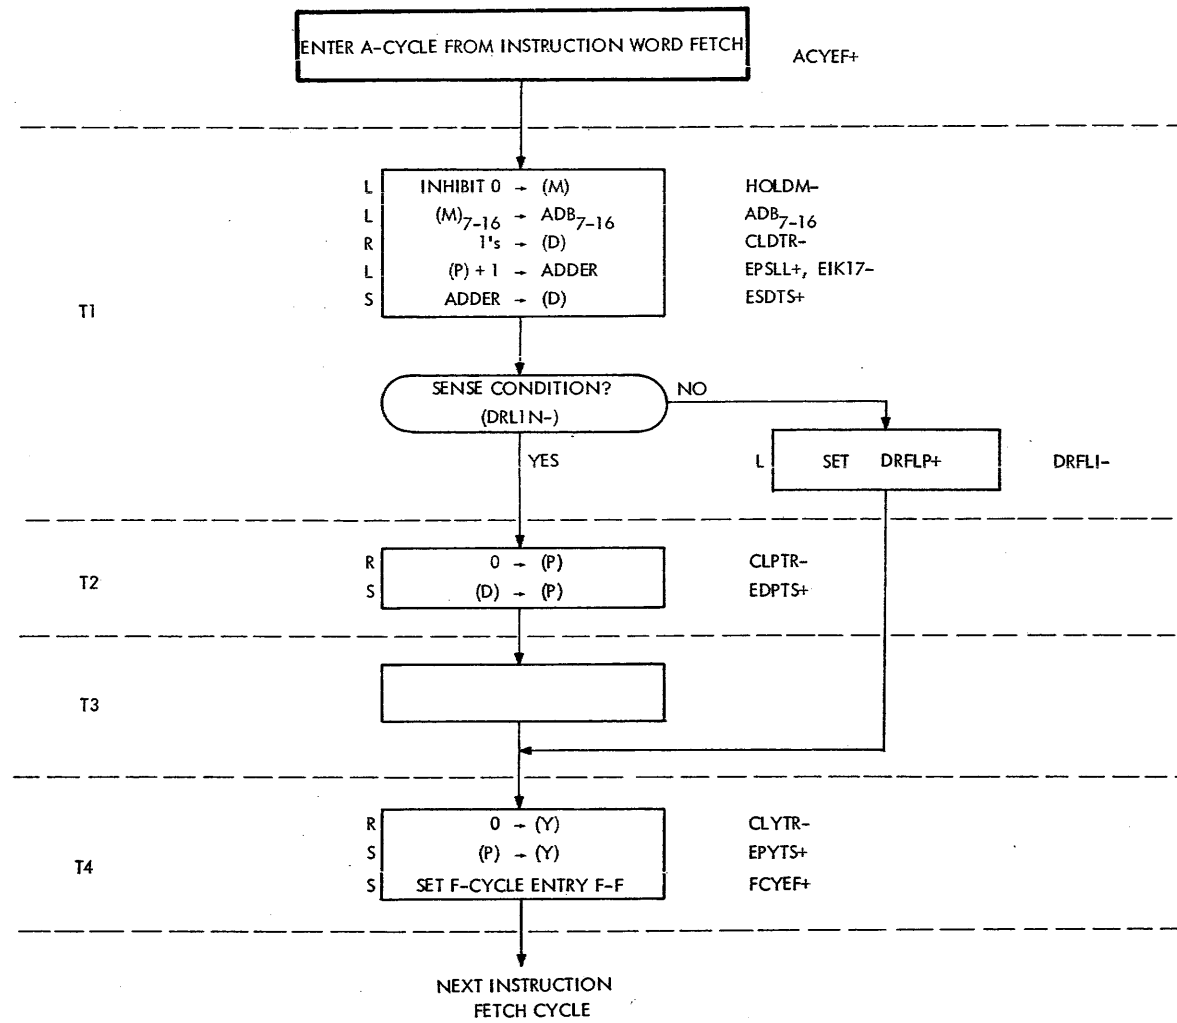 ENTER A-CYCLE FROM INSTRUCTION WORD FETCH
ACYEF+
L INHIBIT 0 → (M) HOLDM-
L (M)7-16 → ADB7-16 ADB7-16
R 1's → (D) CLDTR-
L (P) + 1 → ADDER EPSLL+, EIK17-
S ADDER → (D) ESDTS+
T1
SENSE CONDITION?
(DRL1N-)
NO
YES
L SET DRFLP+ DRFLI-
R 0 → (P) CLPTR-
T2
S (D) → (P) EDPTS+
T3
R 0 → (Y) CLYTR-
S (P) → (Y) EPYTS+
T4
S SET F-CYCLE ENTRY F-F FCYEF+
NEXT INSTRUCTION
FETCH CYCLE